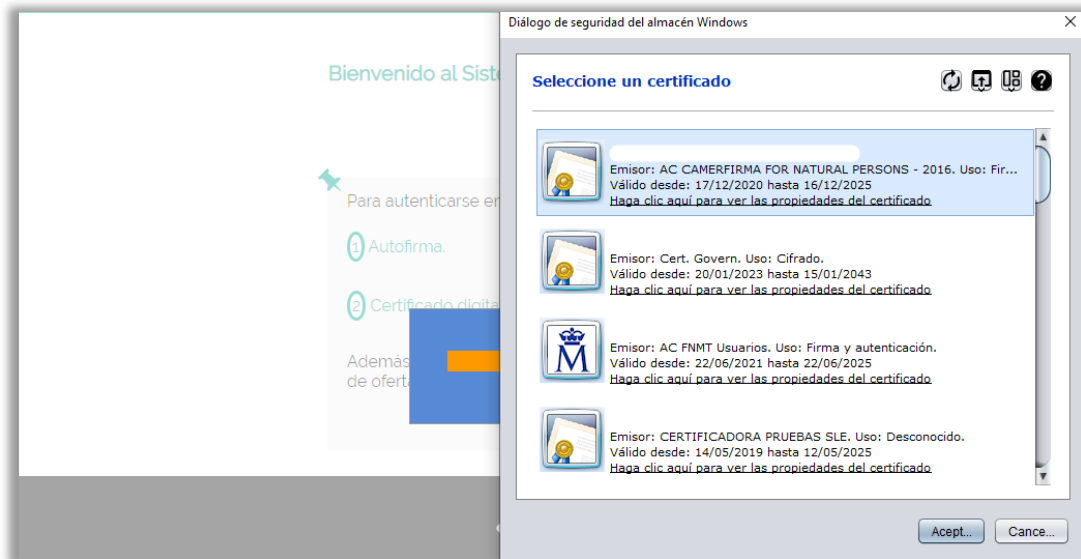 Bienvenido al Siste
Para autenticarse en
1 Autofirma.
2 Certificado digita
Además
de oferta
Diálogo de seguridad del almacén Windows
Seleccione un certificado
Emisor: AC CAMERFIRMA FOR NATURAL PERSONS - 2016. Uso: Fir...
Válido desde: 17/12/2020 hasta 16/12/2025
Haga clic aquí para ver las propiedades del certificado
Emisor: Cert. Govern. Uso: Cifrado.
Válido desde: 20/01/2023 hasta 15/01/2043
Haga clic aquí para ver las propiedades del certificado
Emisor: AC FNMT Usuarios. Uso: Firma y autenticación.
Válido desde: 22/06/2021 hasta 22/06/2025
Haga clic aquí para ver las propiedades del certificado
Emisor: CERTIFICADORA PRUEBAS SLE. Uso: Desconocido.
Válido desde: 14/05/2019 hasta 12/05/2025
Haga clic aquí para ver las propiedades del certificado
Acept... Cance...